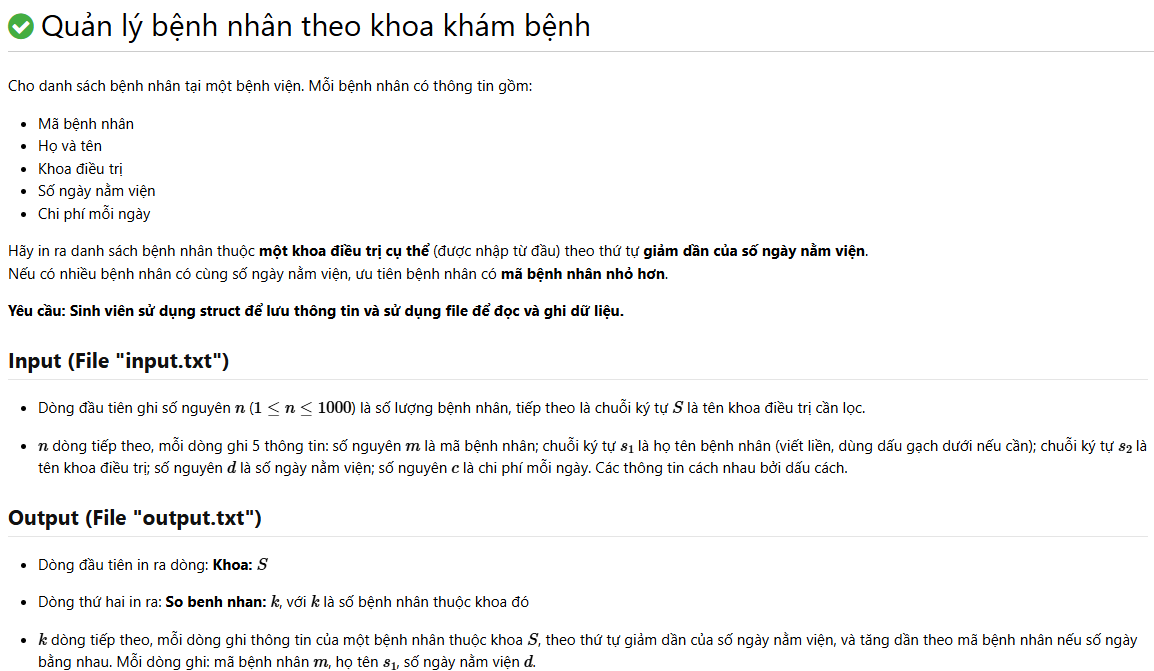 Quản lý bệnh nhân theo khoa khám bệnh
Cho danh sách bệnh nhân tại một bệnh viện. Mỗi bệnh nhân có thông tin gồm:
• Mã bệnh nhân
• Họ và tên
• Khoa điều trị
• Số ngày nằm viện
• Chi phí mỗi ngày
Hãy in ra danh sách bệnh nhân thuộc một khoa điều trị cụ thể (được nhập từ đầu) theo thứ tự giảm dần của số ngày nằm viện.
Nếu có nhiều bệnh nhân có cùng số ngày nằm viện, ưu tiên bệnh nhân có mã bệnh nhân nhỏ hơn.
Yêu cầu: Sinh viên sử dụng struct để lưu thông tin và sử dụng file để đọc và ghi dữ liệu.
Input (File "input.txt")
• Dòng đầu tiên ghi số nguyên n (1 ≤ n ≤ 1000) là số lượng bệnh nhân, tiếp theo là chuỗi ký tự S là tên khoa điều trị cần lọc.
• n dòng tiếp theo, mỗi dòng ghi 5 thông tin: số nguyên m là mã bệnh nhân; chuỗi ký tự s₁ là họ tên bệnh nhân (viết liền, dùng dấu gạch dưới nếu cần); chuỗi ký tự s₂ là
tên khoa điều trị; số nguyên d là số ngày nằm viện; số nguyên c là chi phí mỗi ngày. Các thông tin cách nhau bởi dấu cách.
Output (File "output.txt")
• Dòng đầu tiên in ra dòng: Khoa: S
• Dòng thứ hai in ra: So benh nhan: k, với k là số bệnh nhân thuộc khoa đó
• k dòng tiếp theo, mỗi dòng ghi thông tin của một bệnh nhân thuộc khoa S, theo thứ tự giảm dần của số ngày nằm viện, và tăng dần theo mã bệnh nhân nếu số ngày
bằng nhau. Mỗi dòng ghi: mã bệnh nhân m, họ tên s₁, số ngày nằm viện d.